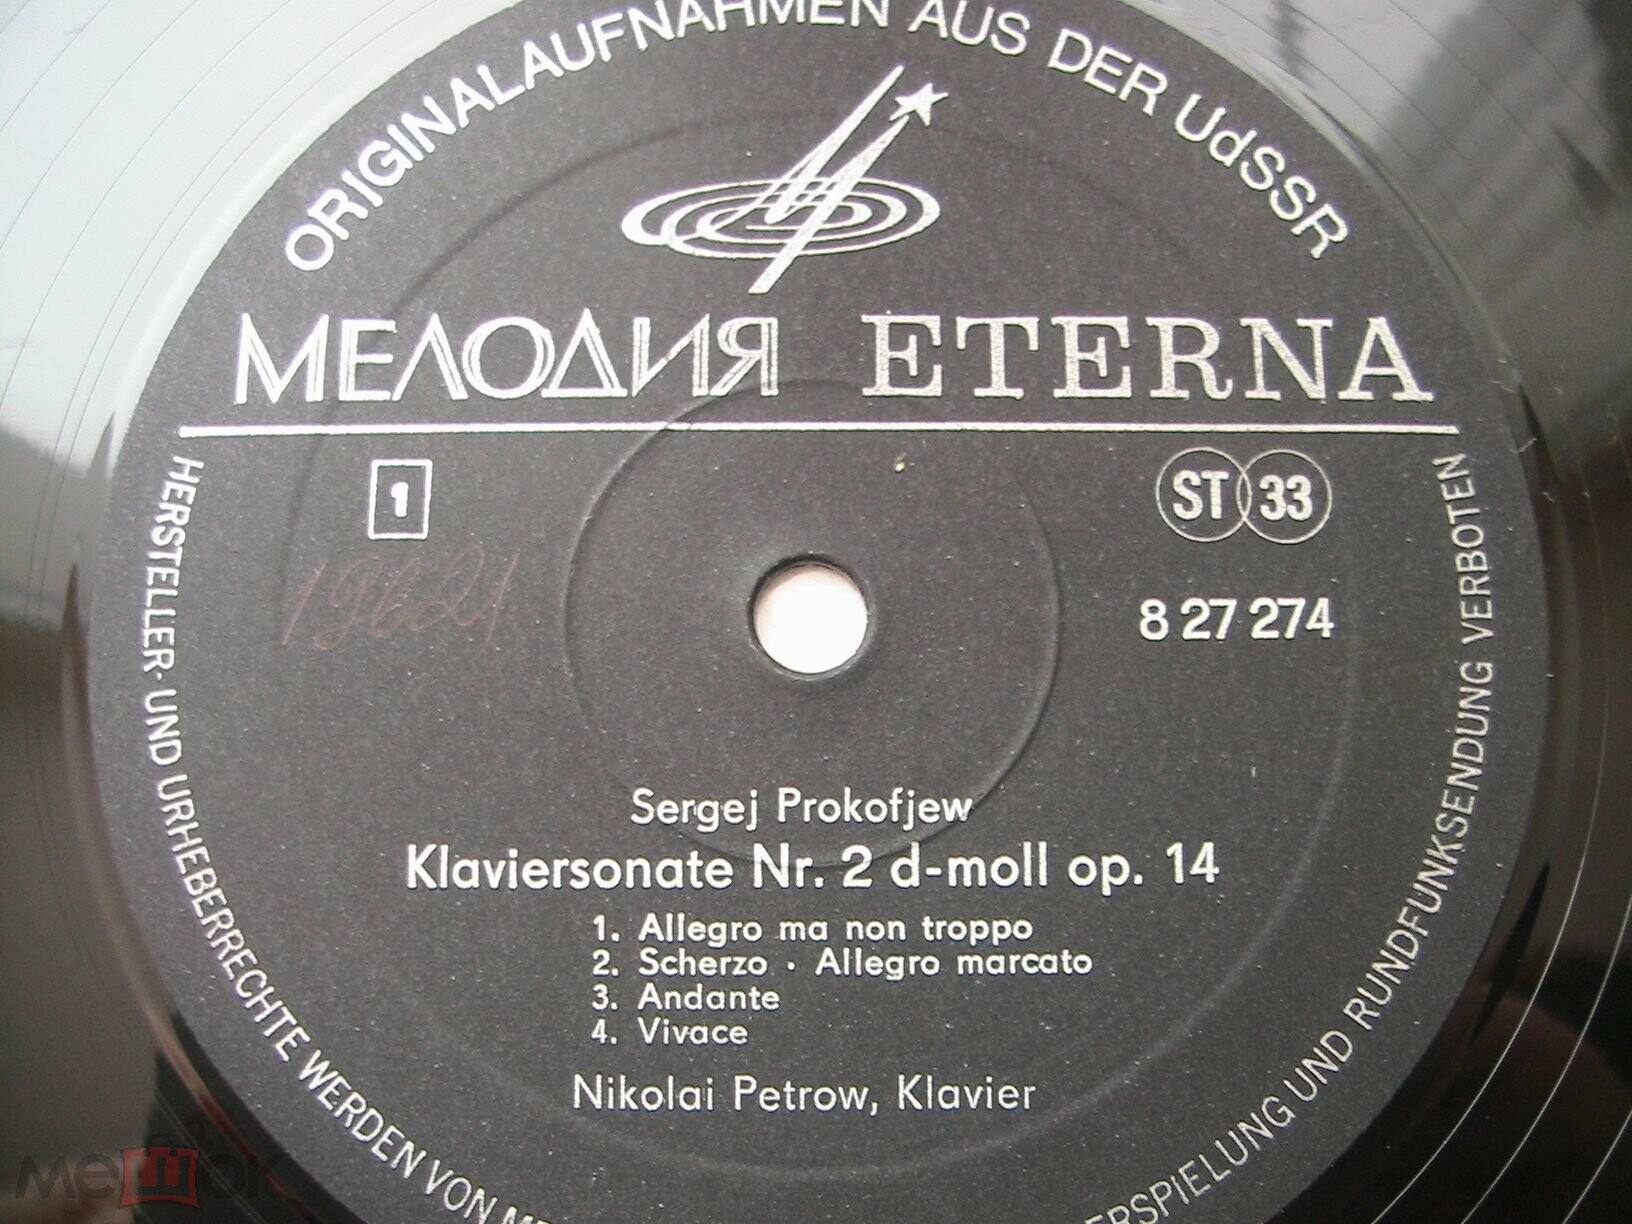 ORIGINALAUFNAHMEN AUS DER UdSSR
МЕЛОДИЯ ETERNA
1
ST 33
8 27 274
Sergej Prokofjew
Klaviersonate Nr. 2 d-moll op. 14
1. Allegro ma non troppo
2. Scherzo · Allegro marcato
3. Andante
4. Vivace
Nikolai Petrow, Klavier
HERSTELLER- UND URHEBERRECHTE WERDEN VON
UND RUNDFUNKSENDUNG VERBOTEN
мешок